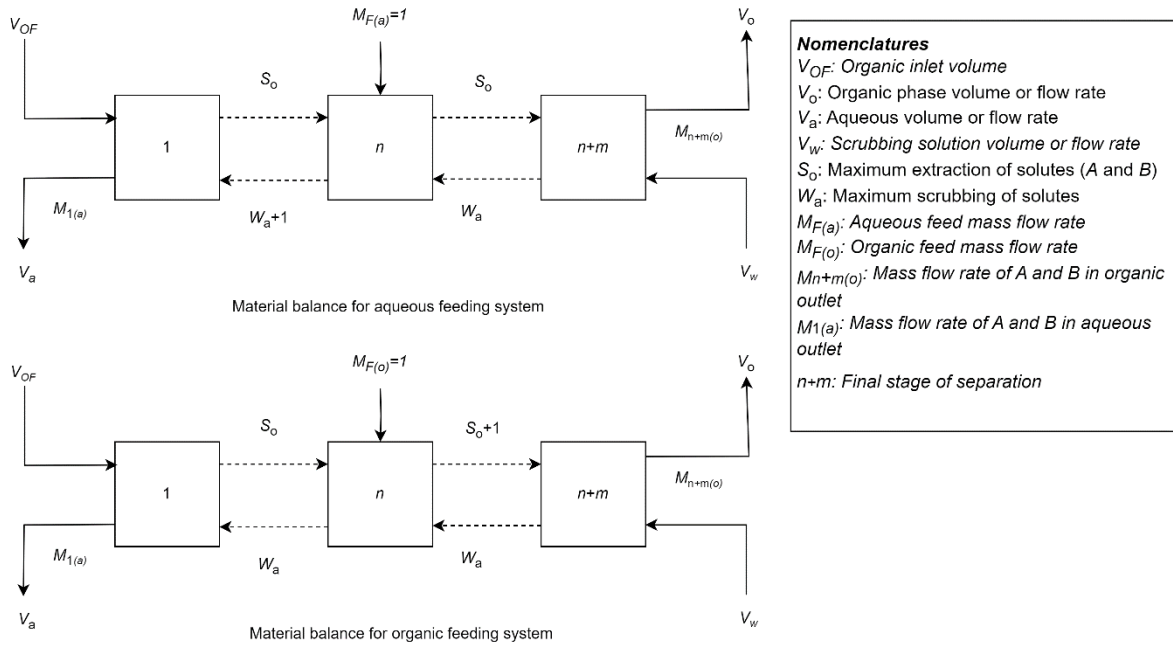 V_OF
M_F(a)=1
V_o
S_o
S_o
1
n
n+m
M_n+m(o)
M_1(a)
W_a+1
W_a
V_a
V_w
Material balance for aqueous feeding system
V_OF
M_F(o)=1
V_o
S_o
S_o+1
1
n
n+m
M_n+m(o)
M_1(a)
W_a
W_a
V_a
V_w
Material balance for organic feeding system
Nomenclatures
V_OF: Organic inlet volume
V_o: Organic phase volume or flow rate
V_a: Aqueous volume or flow rate
V_w: Scrubbing solution volume or flow rate
S_o: Maximum extraction of solutes (A and B)
W_a: Maximum scrubbing of solutes
M_F(a): Aqueous feed mass flow rate
M_F(o): Organic feed mass flow rate
Mn+m(o): Mass flow rate of A and B in organic
outlet
M1(a): Mass flow rate of A and B in aqueous
outlet
n+m: Final stage of separation